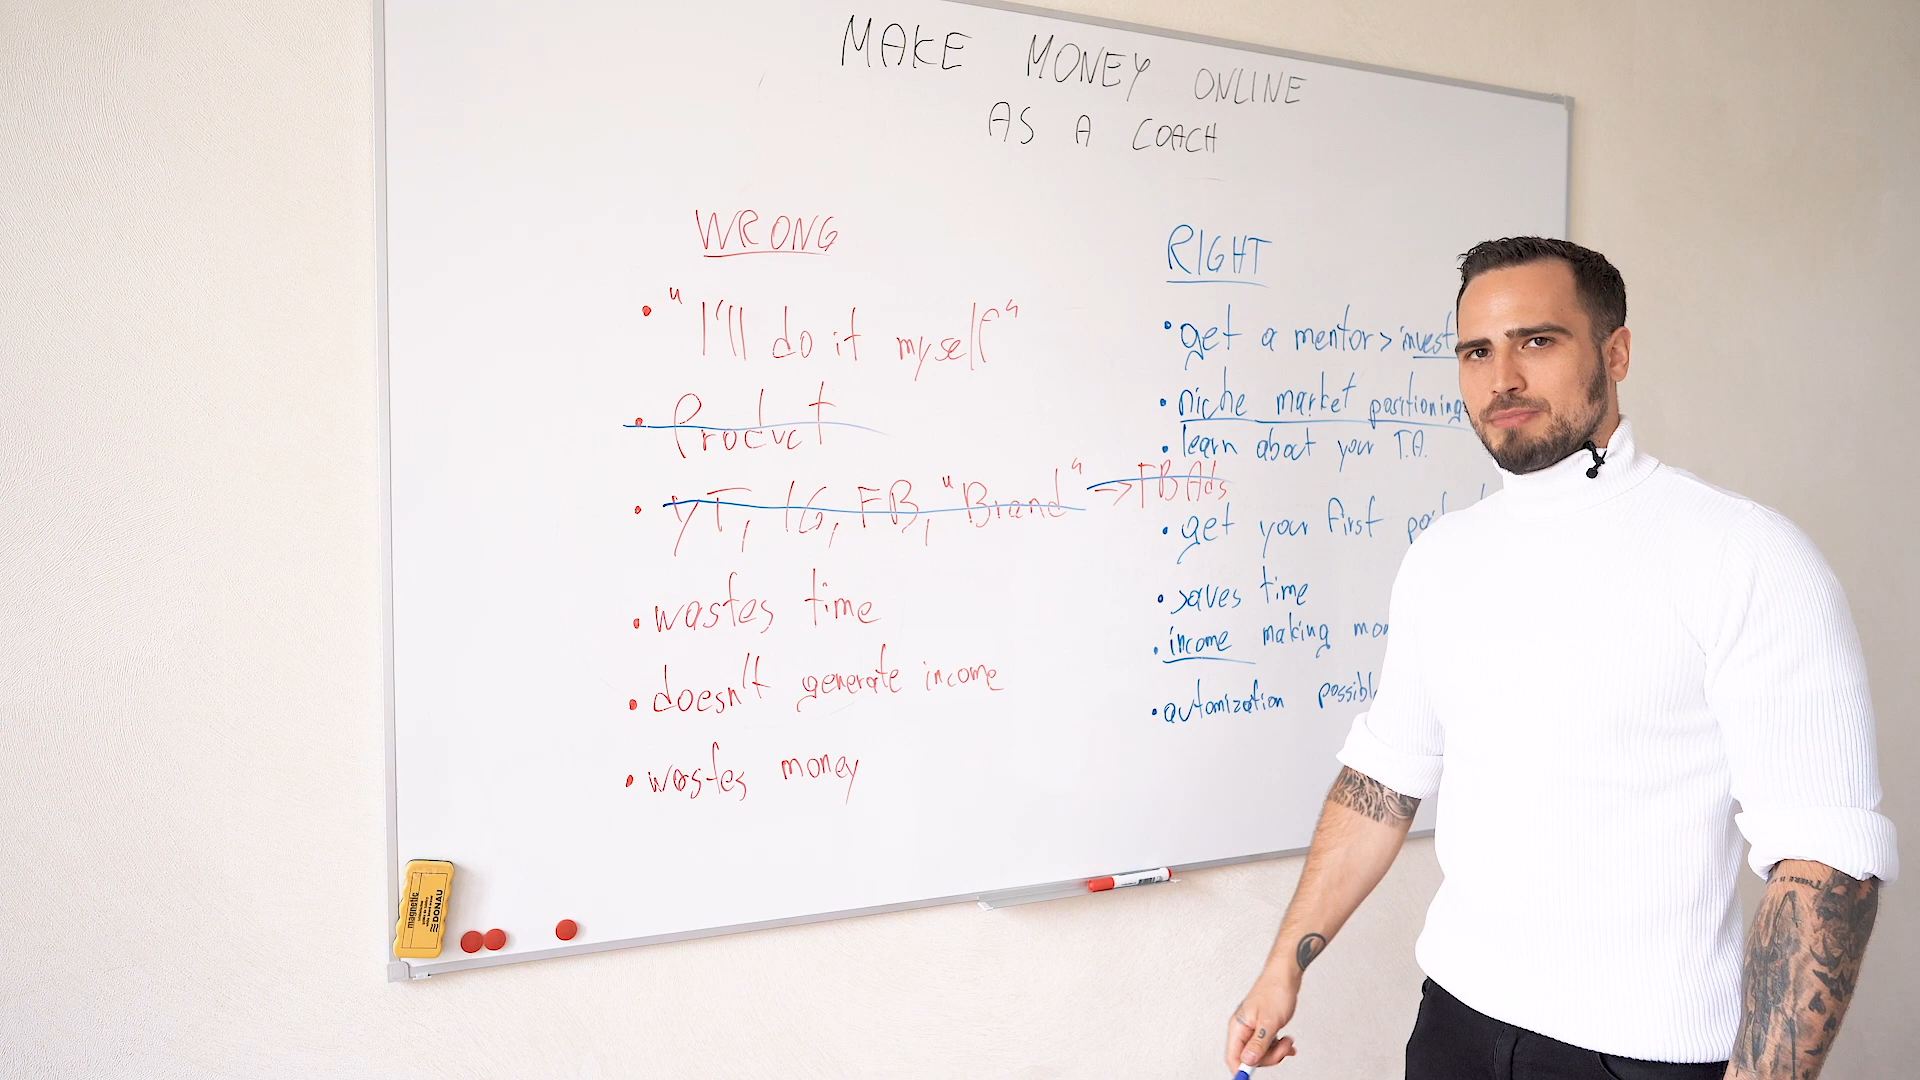 MAKE MONEY ONLINE
AS A COACH
WRONG
• "I'll do it myself"
• Product
• YT, IG, FB, "Brand" → FB Ads
• wastes time
• doesn't generate income
• wastes money
RIGHT
• get a mentor > invest
• niche market positioning
• learn about your T.A.
• get your first
• saves time
• income making
• automization
magnetic
DONAU